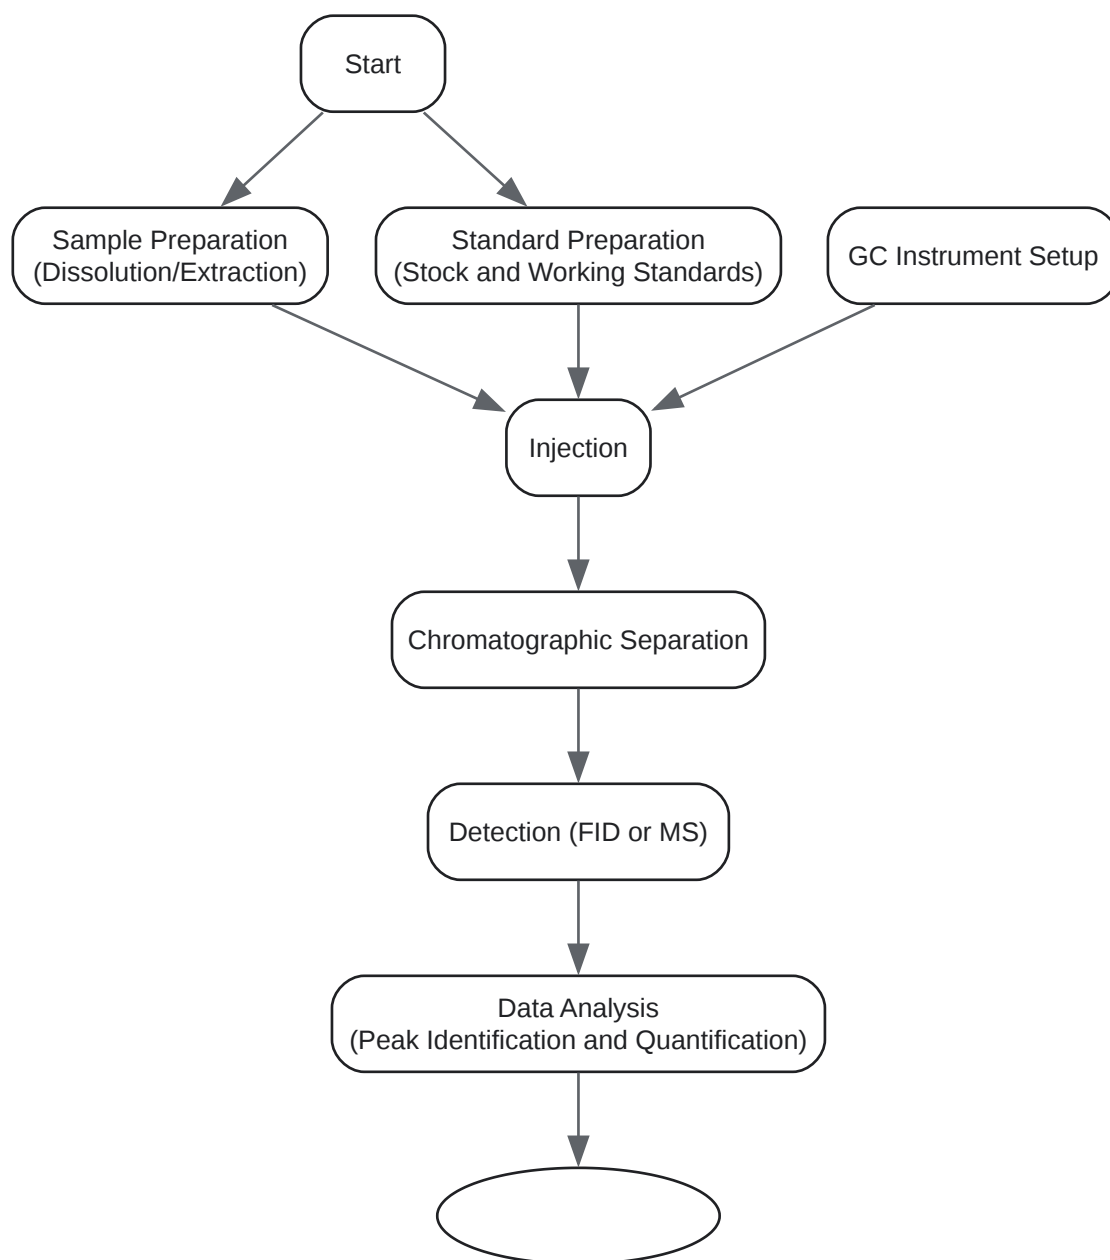 Start
Sample Preparation
(Dissolution/Extraction)
Standard Preparation
(Stock and Working Standards)
GC Instrument Setup
Injection
Chromatographic Separation
Detection (FID or MS)
Data Analysis
(Peak Identification and Quantification)